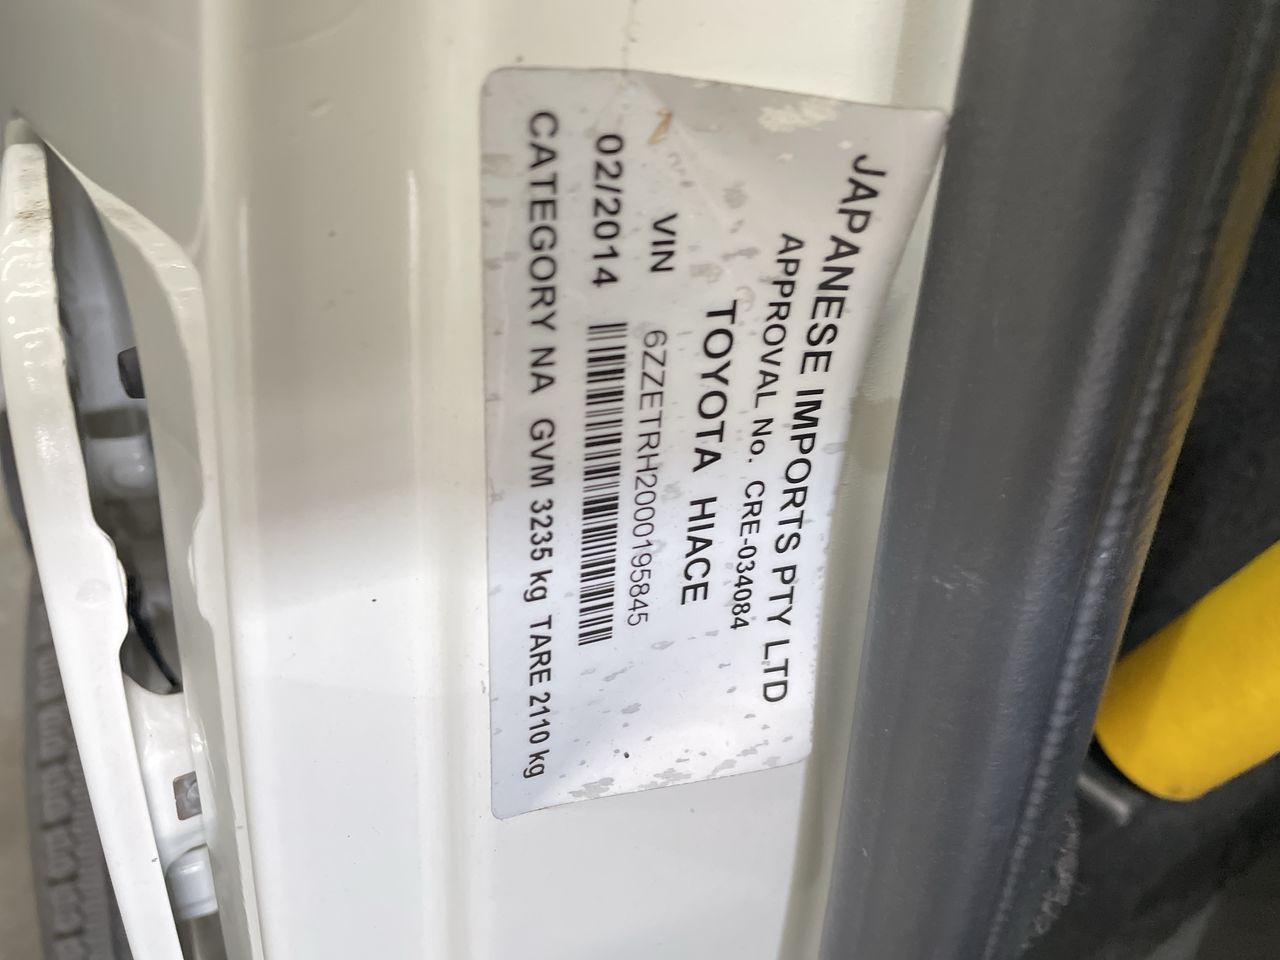 JAPANESE IMPORTS PTY LTD
APPROVAL No. CRE-034084
TOYOTA HIACE
VIN 6ZZETRH2000195845
02/2014
CATEGORY NA GVM 3235 kg TARE 2110 kg